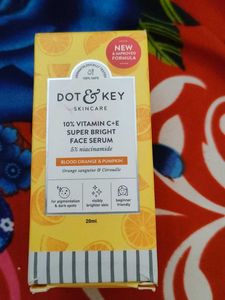 NEW
& IMPROVED
FORMULA
DOT & KEY
SKINCARE
10% VITAMIN C+E
SUPER BRIGHT
FACE SERUM
5% niacinamide
BLOOD ORANGE & PUMPKIN
Orange sanguine & Citrouille
for pigmentation
& dark spots
visibly
brighter skin
beginner
friendly
20ml